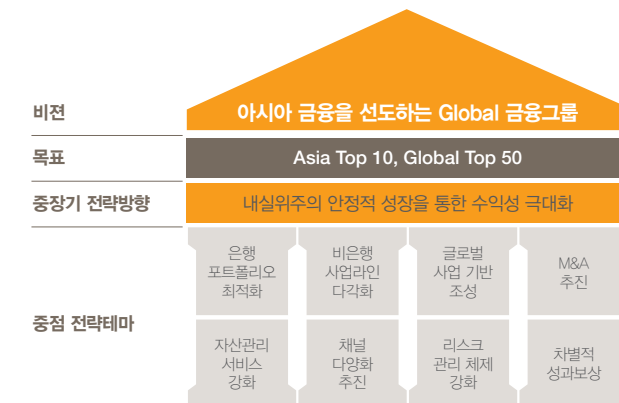 비젼
아시아 금융을 선도하는 Global 금융그룹
목표
Asia Top 10, Global Top 50
중장기 전략방향
내실위주의 안정적 성장을 통한 수익성 극대화
중점 전략테마
은행
포트폴리오
최적화
비은행
사업라인
다각화
글로벌
사업 기반
조성
M&A
추진
자산관리
서비스
강화
채널
다양화
추진
리스크
관리 체제
강화
차별적
성과보상